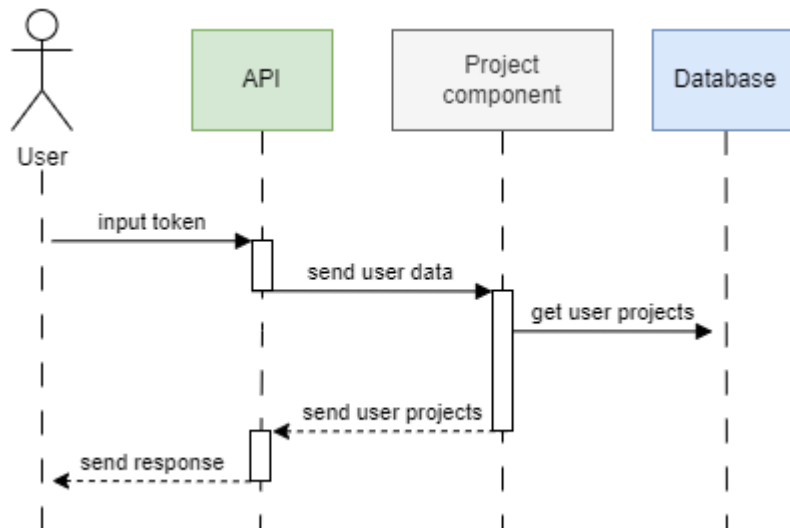 API
Project
component
Database
User
input token
send user data
get user projects
send user projects
send response